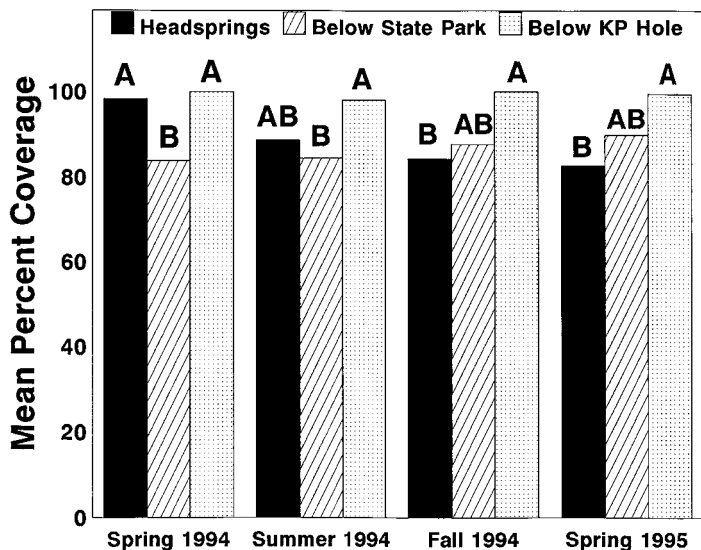 Headsprings Below State Park Below KP Hole
Mean Percent Coverage
100
80
60
40
20
0
A B A
AB B A
B AB A
B AB A
Spring 1994 Summer 1994 Fall 1994 Spring 1995